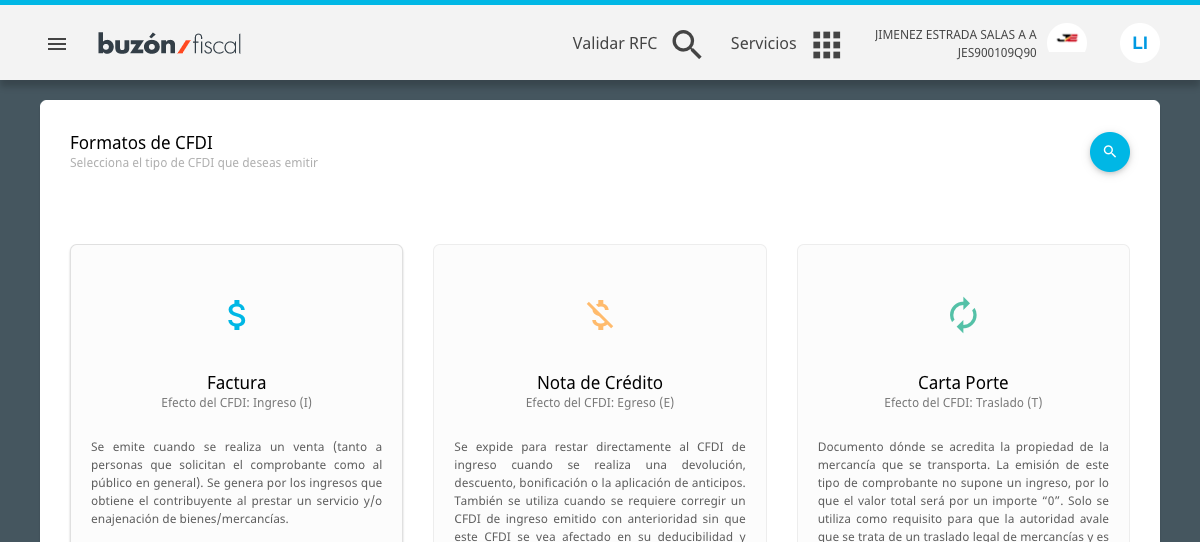 buzón/fiscal
Validar RFC
Servicios
JIMENEZ ESTRADA SALAS A A
JES900109Q90
LI
Formatos de CFDI
Selecciona el tipo de CFDI que deseas emitir
Factura
Efecto del CFDI: Ingreso (I)
Se emite cuando se realiza un venta (tanto a
personas que solicitan el comprobante como al
público en general). Se genera por los ingresos que
obtiene el contribuyente al prestar un servicio y/o
enajenación de bienes/mercancías.
Nota de Crédito
Efecto del CFDI: Egreso (E)
Se expide para restar directamente al CFDI de
ingreso cuando se realiza una devolución,
descuento, bonificación o la aplicación de anticipos.
También se utiliza cuando se requiere corregir un
CFDI de ingreso emitido con anterioridad sin que
este CFDI se vea afectado en su deducibilidad y
Carta Porte
Efecto del CFDI: Traslado (T)
Documento dónde se acredita la propiedad de la
mercancía que se transporta. La emisión de este
tipo de comprobante no supone un ingreso, por lo
que el valor total será por un importe “0”. Solo se
utiliza como requisito para que la autoridad avale
que se trata de un traslado legal de mercancías y es